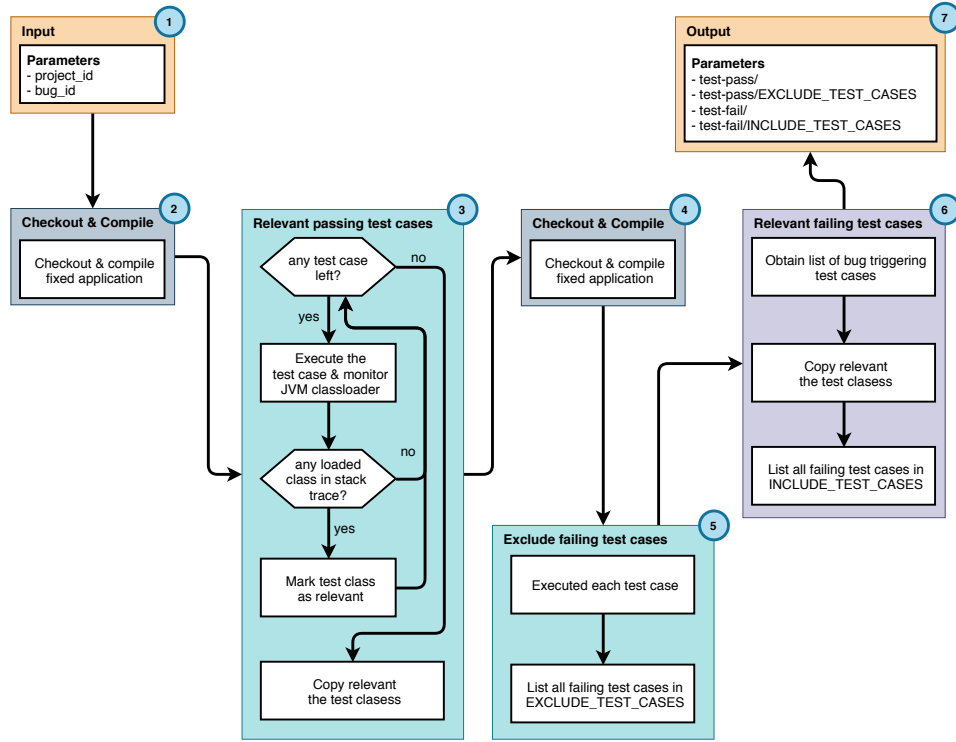 1
Input
Parameters
- project_id
- bug_id
2
Checkout & Compile
Checkout & compile
fixed application
3
Relevant passing test cases
any test case
left?
no
yes
Execute the
test case & monitor
JVM classloader
any loaded
class in stack
trace?
no
yes
Mark test class
as relevant
Copy relevant
the test clasess
4
Checkout & Compile
Checkout & compile
fixed application
5
Exclude failing test cases
Executed each test case
List all failing test cases in
EXCLUDE_TEST_CASES
6
Relevant failing test cases
Obtain list of bug triggering
test cases
Copy relevant
the test clasess
List all failing test cases in
INCLUDE_TEST_CASES
7
Output
Parameters
- test-pass/
- test-pass/EXCLUDE_TEST_CASES
- test-fail/
- test-fail/INCLUDE_TEST_CASES